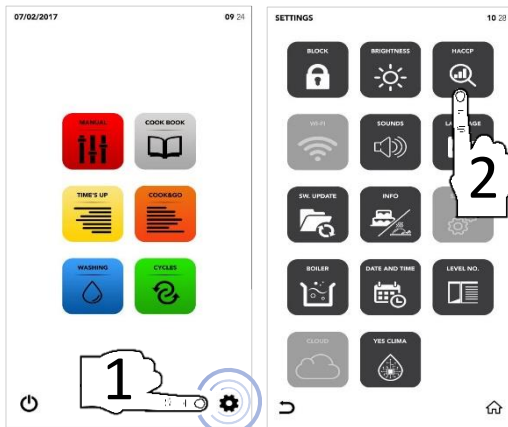 07/02/2017 09 24
MANUAL COOK BOOK
TIME'S UP COOK&GO
WASHING CYCLES
1
SETTINGS 10 28
BLOCK BRIGHTNESS HACCP
WI-FI SOUNDS
SW. UPDATE INFO
2
BOILER DATE AND TIME LEVEL NO.
CLOUD YES CLIMA